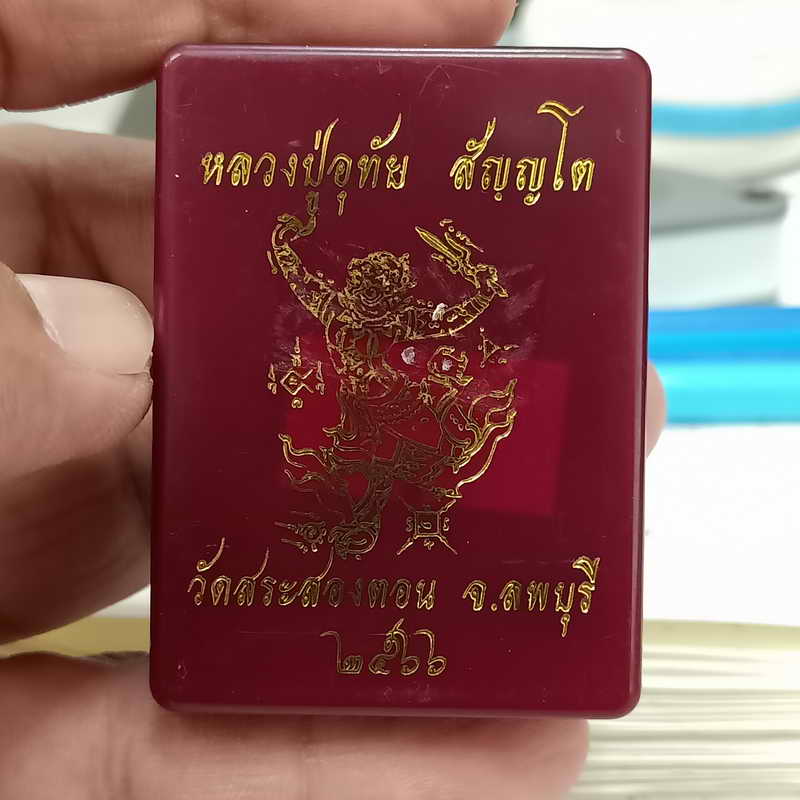 หลวงปู่อุทัย สัญฺญูโต
วัดสระสองตอน จ.ลพบุรี
๒๕๖๖